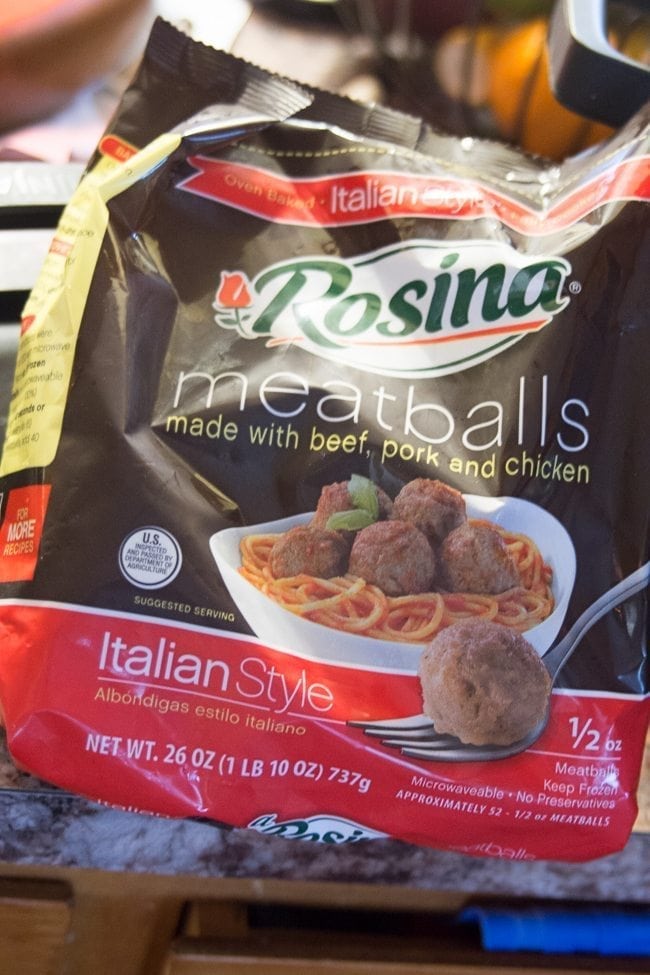 Oven Baked · Italian Style
Rosina®
meatballs
made with beef, pork and chicken
microwave
FOR
MORE
RECIPES
U.S.
INSPECTED
AND PASSED BY
DEPARTMENT OF
AGRICULTURE
SUGGESTED SERVING
Italian Style
Albóndigas estilo italiano
NET WT. 26 OZ (1 LB 10 OZ) 737g
1/2 oz
Meatballs
Keep Frozen
Microwaveable • No Preservatives
APPROXIMATELY 52 - 1/2 oz MEATBALLS